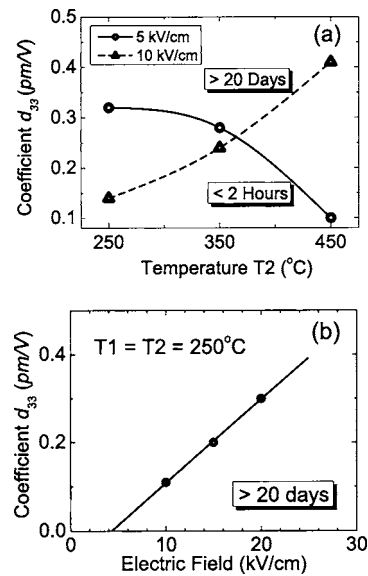 (a)
5 kV/cm
10 kV/cm
0.4
0.3
0.2
0.1
Coefficient d33 (pm/V)
> 20 Days
< 2 Hours
250 350 450
Temperature T2 (°C)
(b)
T1 = T2 = 250°C
0.4
0.2
0.0
Coefficient d33 (pm/V)
> 20 days
0 10 20 30
Electric Field (kV/cm)